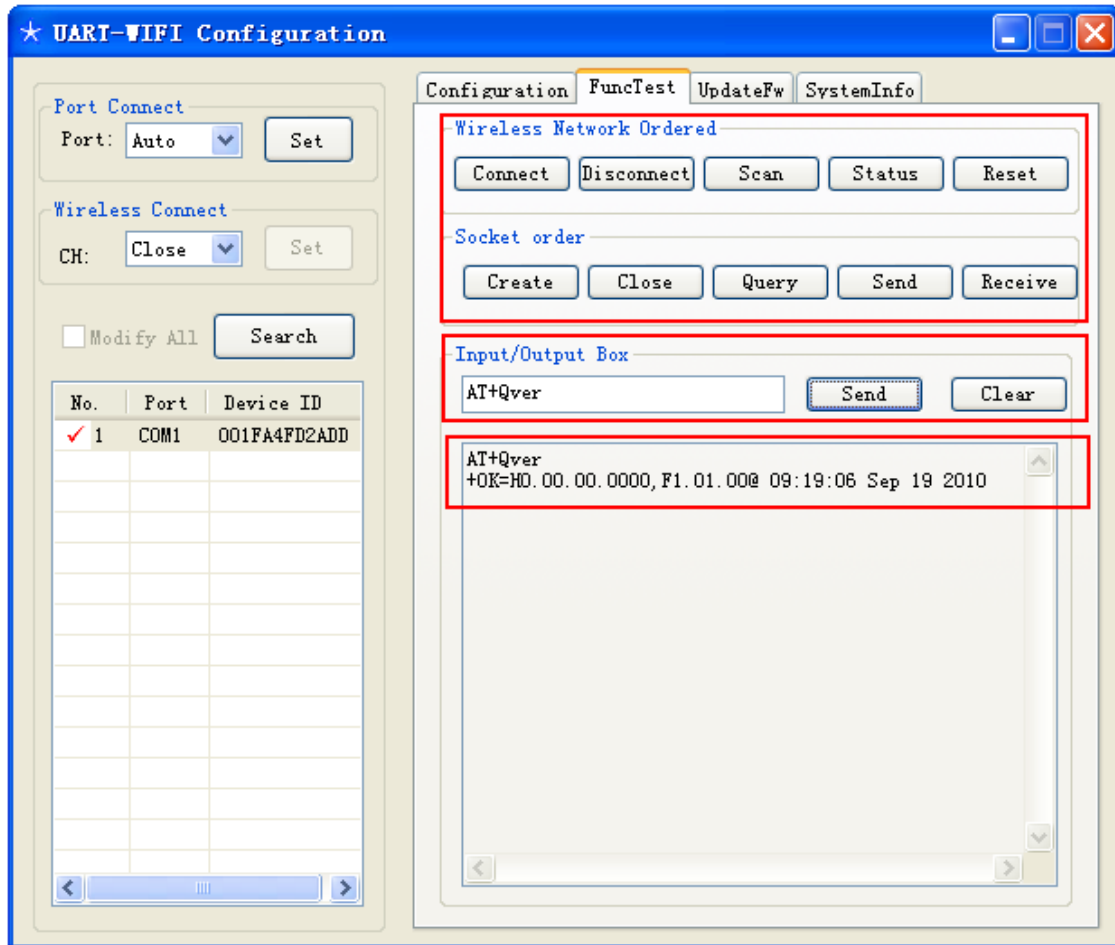 UART-WIFI Configuration
Port Connect
Port: Auto Set
Wireless Connect
CH: Close Set
Modify All Search
No. Port Device ID
1 COM1 001FA4FD2ADD
Configuration FuncTest UpdateFw SystemInfo
Wireless Network Ordered
Connect Disconnect Scan Status Reset
Socket order
Create Close Query Send Receive
Input/Output Box
AT+Qver Send Clear
AT+Qver
+OK=H0.00.00.0000,F1.01.00@ 09:19:06 Sep 19 2010